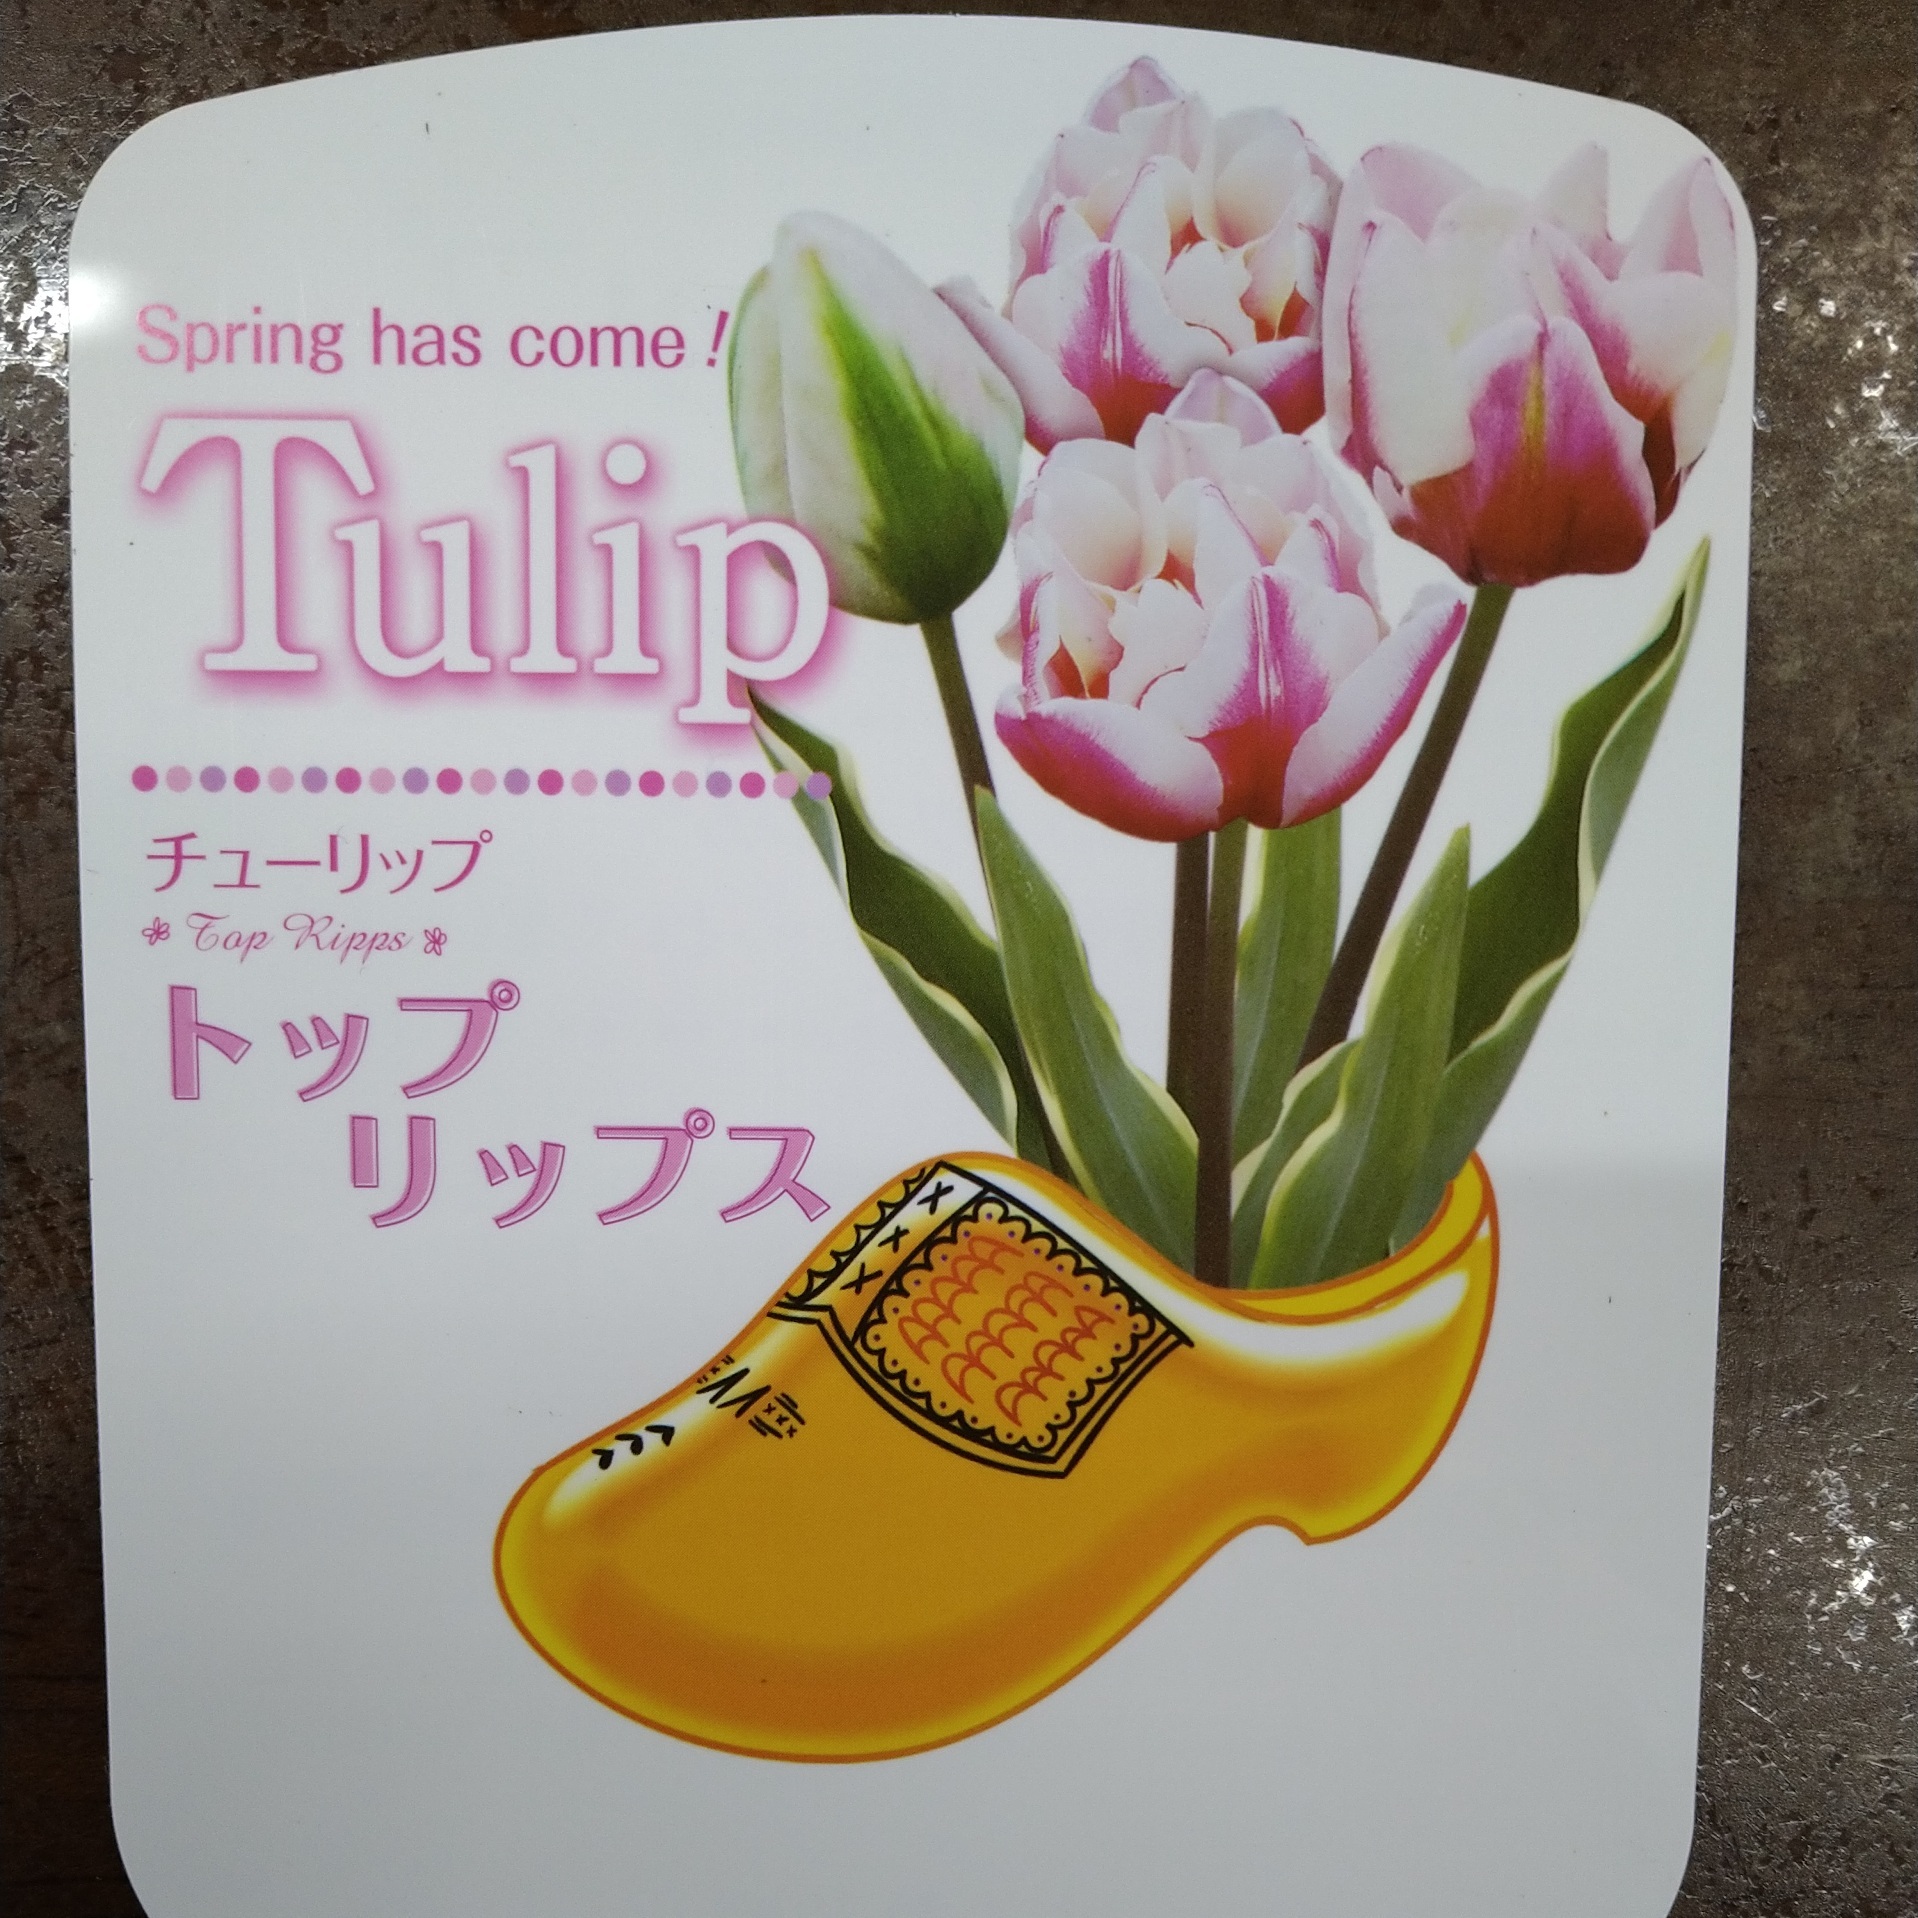 Spring has come!
Tulip
チューリップ
Top Ripps
トップ
リップス